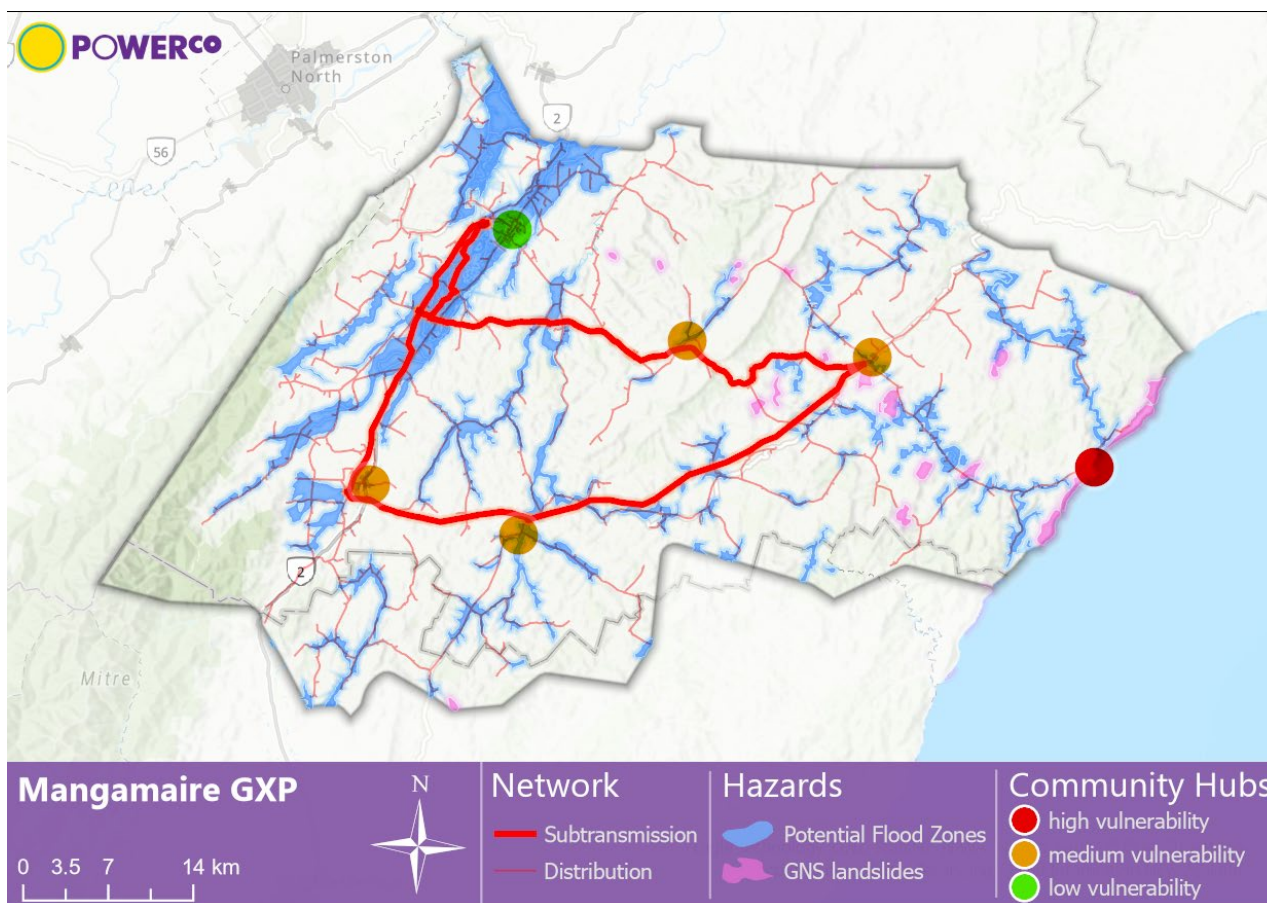 POWERCO
Palmerston
North
2
56
2
Mitre
Mangamaire GXP
N
0 3.5 7 14 km
Network
Subtransmission
Distribution
Hazards
Potential Flood Zones
GNS landslides
Community Hubs
high vulnerability
medium vulnerability
low vulnerability